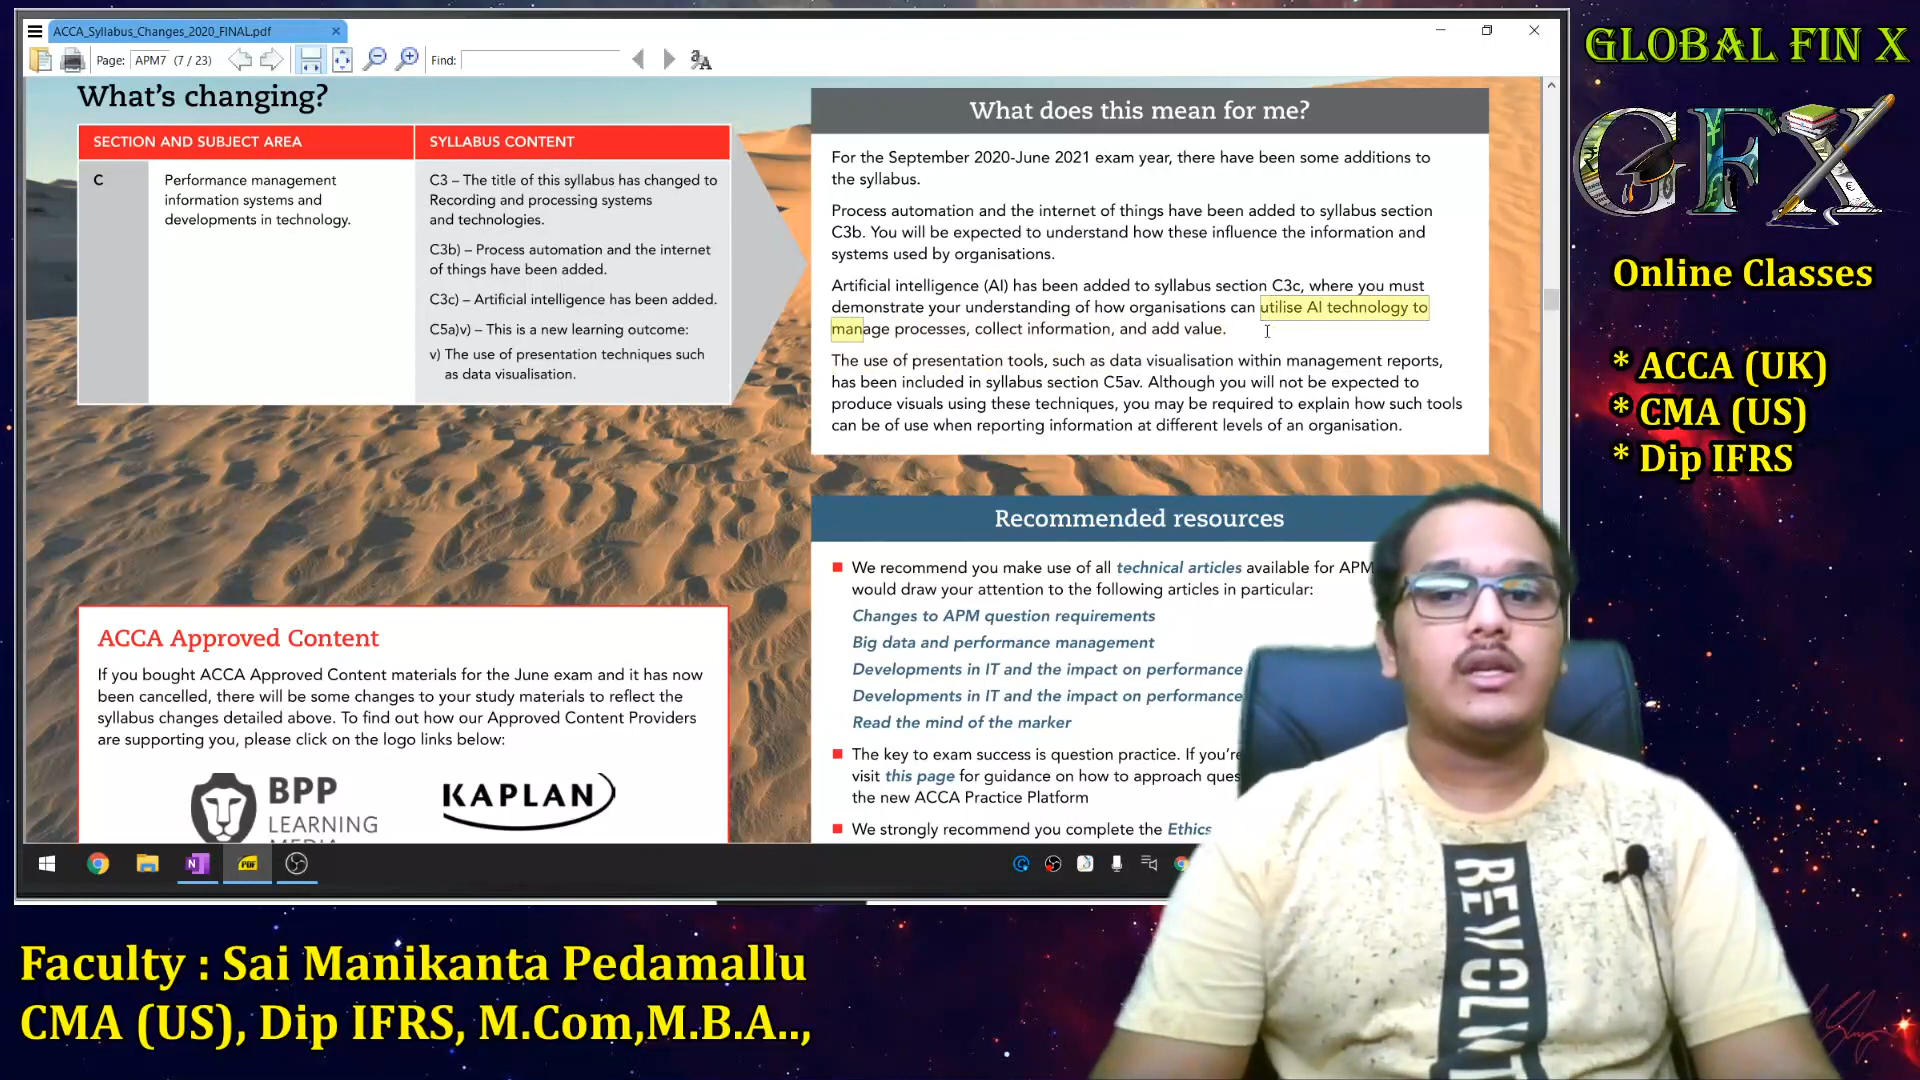 ACCA_Syllabus_Changes_2020_FINAL.pdf
Page: APM7 (7 / 23)
Find:
What's changing?
SECTION AND SUBJECT AREA
SYLLABUS CONTENT
C
Performance management
information systems and
developments in technology.
C3 – The title of this syllabus has changed to
Recording and processing systems
and technologies.
C3b) – Process automation and the internet
of things have been added.
C3c) – Artificial intelligence has been added.
C5a)v) – This is a new learning outcome:
v) The use of presentation techniques such
as data visualisation.
What does this mean for me?
For the September 2020-June 2021 exam year, there have been some additions to
the syllabus.
Process automation and the internet of things have been added to syllabus section
C3b. You will be expected to understand how these influence the information and
systems used by organisations.
Artificial intelligence (AI) has been added to syllabus section C3c, where you must
demonstrate your understanding of how organisations can utilise AI technology to
manage processes, collect information, and add value.
The use of presentation tools, such as data visualisation within management reports,
has been included in syllabus section C5av. Although you will not be expected to
produce visuals using these techniques, you may be required to explain how such tools
can be of use when reporting information at different levels of an organisation.
Recommended resources
We recommend you make use of all technical articles available for APM
would draw your attention to the following articles in particular:
Changes to APM question requirements
Big data and performance management
Developments in IT and the impact on performance
Developments in IT and the impact on performance
Read the mind of the marker
The key to exam success is question practice. If you're
visit this page for guidance on how to approach ques
the new ACCA Practice Platform
We strongly recommend you complete the Ethics
ACCA Approved Content
If you bought ACCA Approved Content materials for the June exam and it has now
been cancelled, there will be some changes to your study materials to reflect the
syllabus changes detailed above. To find out how our Approved Content Providers
are supporting you, please click on the logo links below:
BPP
LEARNING
MEDIA
KAPLAN
GLOBAL FIN X
GFX
Online Classes
* ACCA (UK)
* CMA (US)
* Dip IFRS
REVOLUT
Faculty : Sai Manikanta Pedamallu
CMA (US), Dip IFRS, M.Com,M.B.A..,